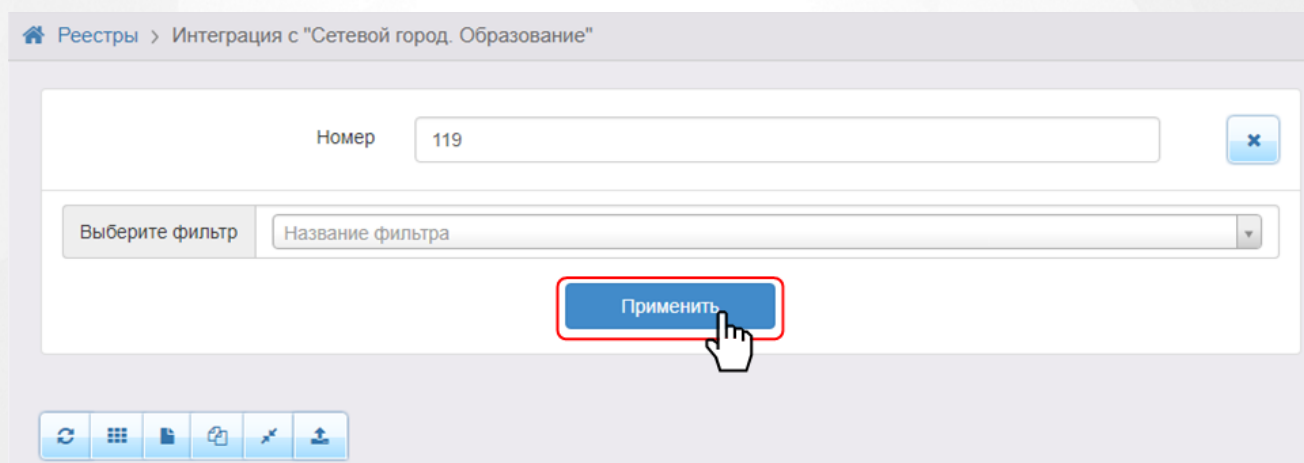 Реестры > Интеграция с "Сетевой город. Образование"
Номер 119
Выберите фильтр Название фильтра
Применить